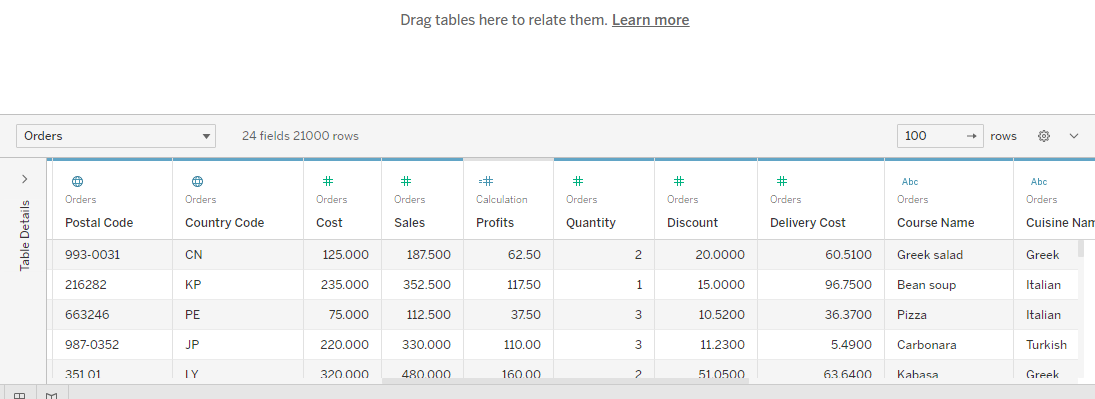 Drag tables here to relate them. Learn more
Orders 24 fields 21000 rows 100 → rows
Table Details
Abc Abc
Orders Orders Orders Orders Calculation Orders Orders Orders Orders Orders
Postal Code Country Code Cost Sales Profits Quantity Discount Delivery Cost Course Name Cuisine Nam
993-0031 CN 125.000 187.500 62.50 2 20.0000 60.5100 Greek salad Greek
216282 KP 235.000 352.500 117.50 1 15.0000 96.7500 Bean soup Italian
663246 PE 75.000 112.500 37.50 3 10.5200 36.3700 Pizza Italian
987-0352 JP 220.000 330.000 110.00 3 11.2300 5.4900 Carbonara Turkish
351 01 LY 320.000 480.000 160.00 2 51.0500 63.6400 Kabasa Greek